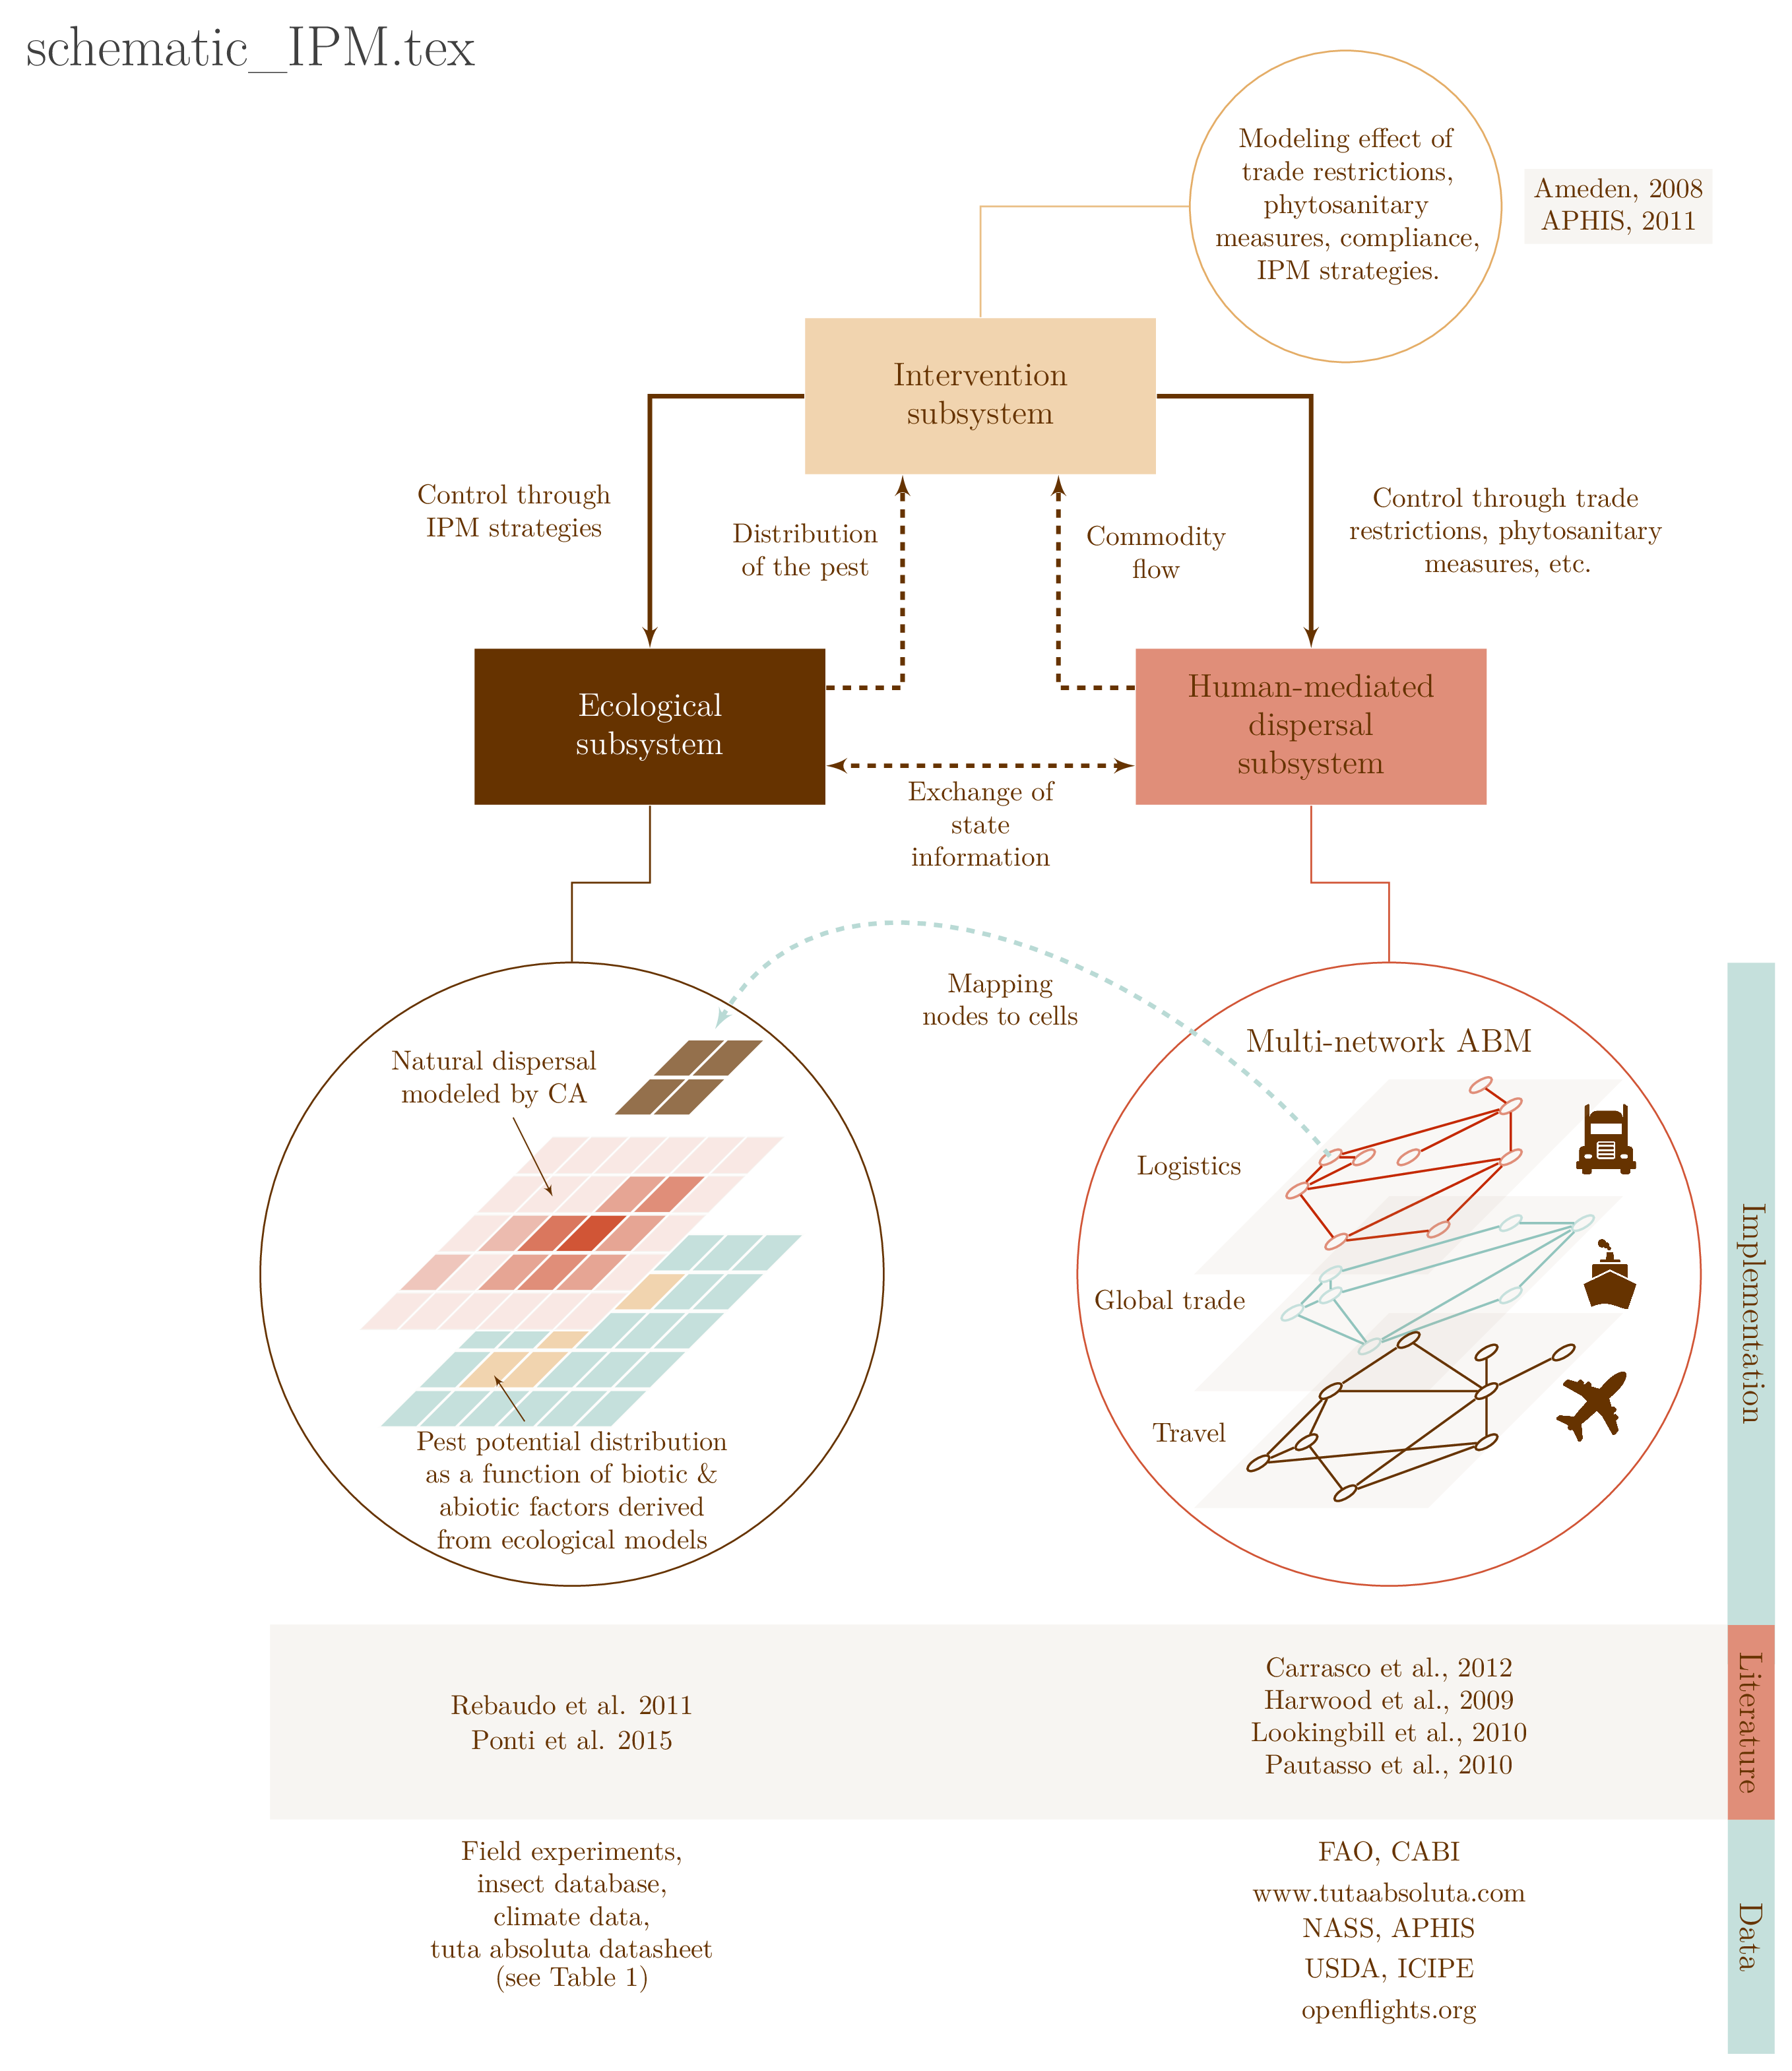 schematic_IPM.tex
Modeling effect of
trade restrictions,
phytosanitary
measures, compliance,
IPM strategies.
Ameden, 2008
APHIS, 2011
Intervention
subsystem
Control through
IPM strategies
Distribution
of the pest
Commodity
flow
Control through trade
restrictions, phytosanitary
measures, etc.
Ecological
subsystem
Human-mediated
dispersal
subsystem
Exchange of
state
information
Mapping
nodes to cells
Natural dispersal
modeled by CA
Pest potential distribution
as a function of biotic &
abiotic factors derived
from ecological models
Multi-network ABM
Logistics
Global trade
Travel
Implementation
Rebaudo et al. 2011
Ponti et al. 2015
Carrasco et al., 2012
Harwood et al., 2009
Lookingbill et al., 2010
Pautasso et al., 2010
Literature
Field experiments,
insect database,
climate data,
tuta absoluta datasheet
(see Table 1)
FAO, CABI
www.tutaabsoluta.com
NASS, APHIS
USDA, ICIPE
openflights.org
Data